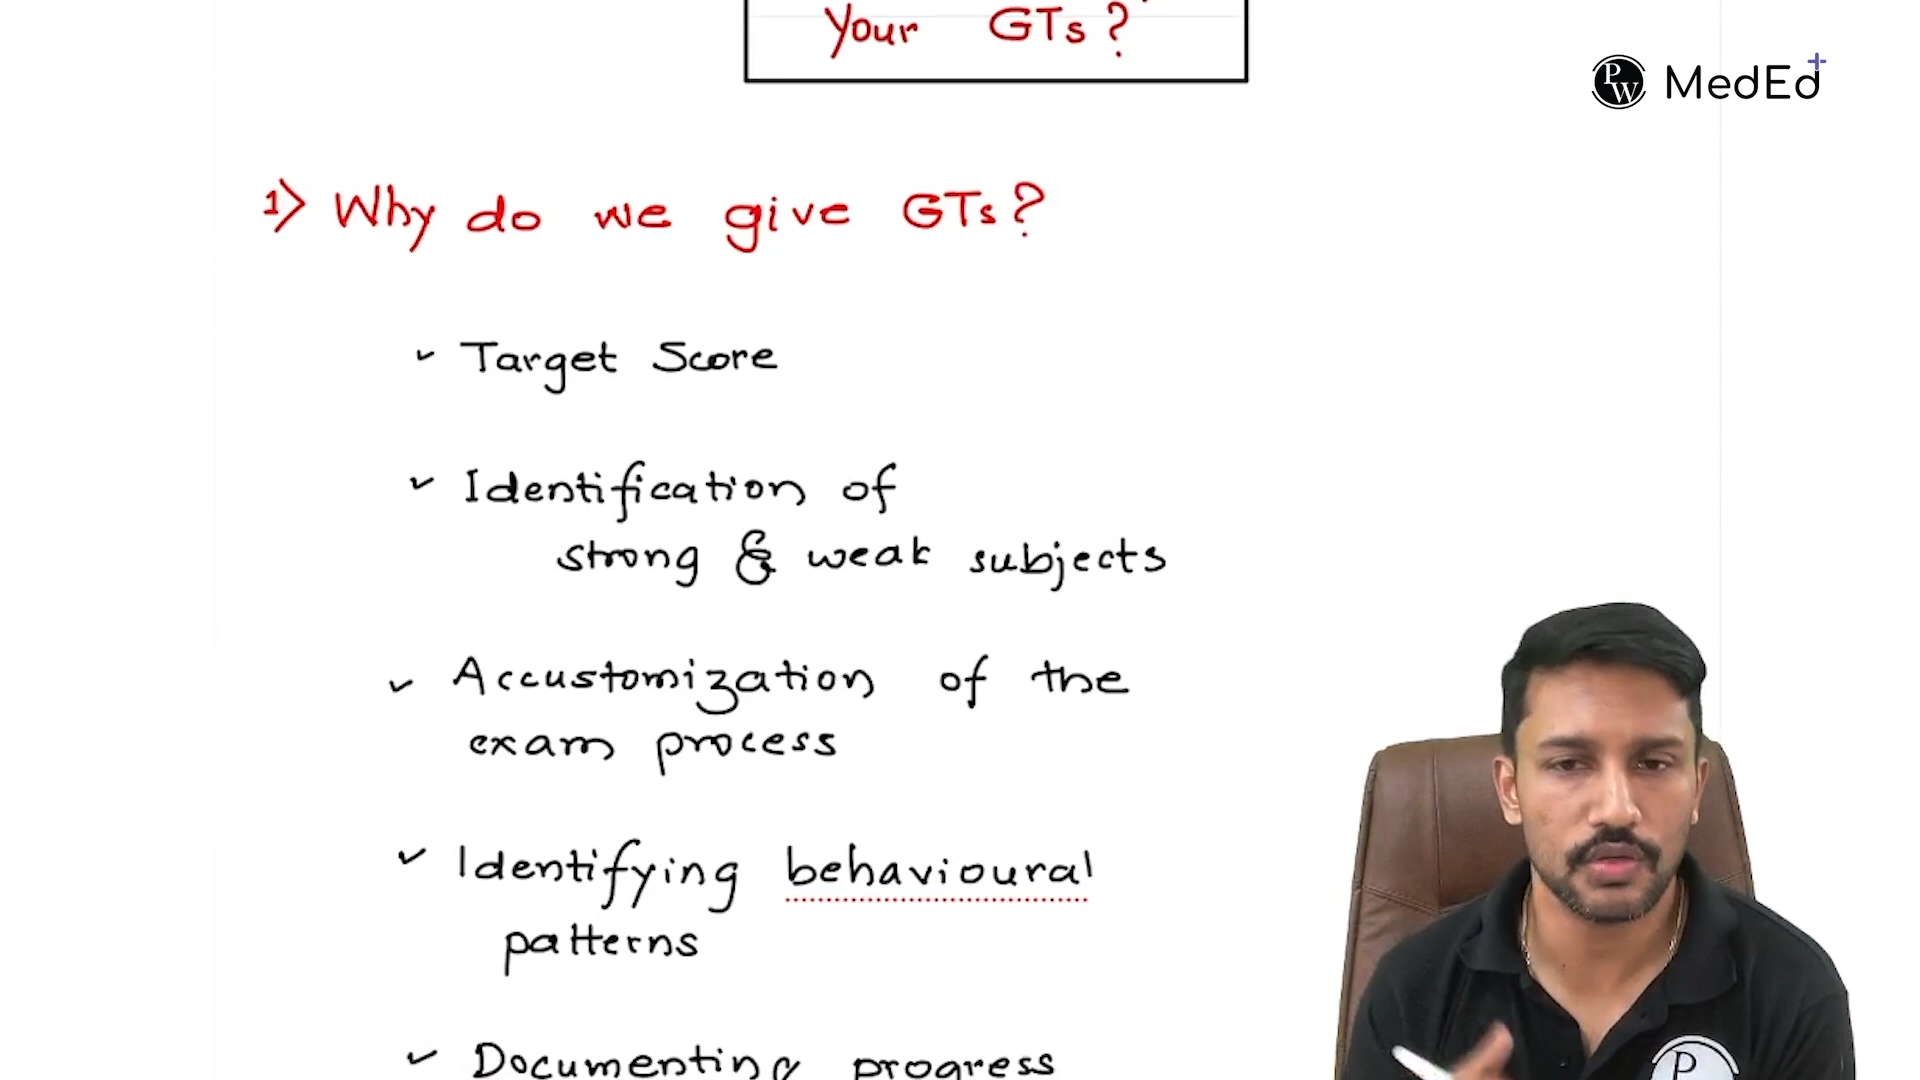 Your GTs?
PW MedEd+
1) Why do we give GTs?
✓ Target Score
✓ Identification of
strong & weak subjects
✓ Accustomization of the
exam process
✓ Identifying behavioural
patterns
✓ Documenting progress
P